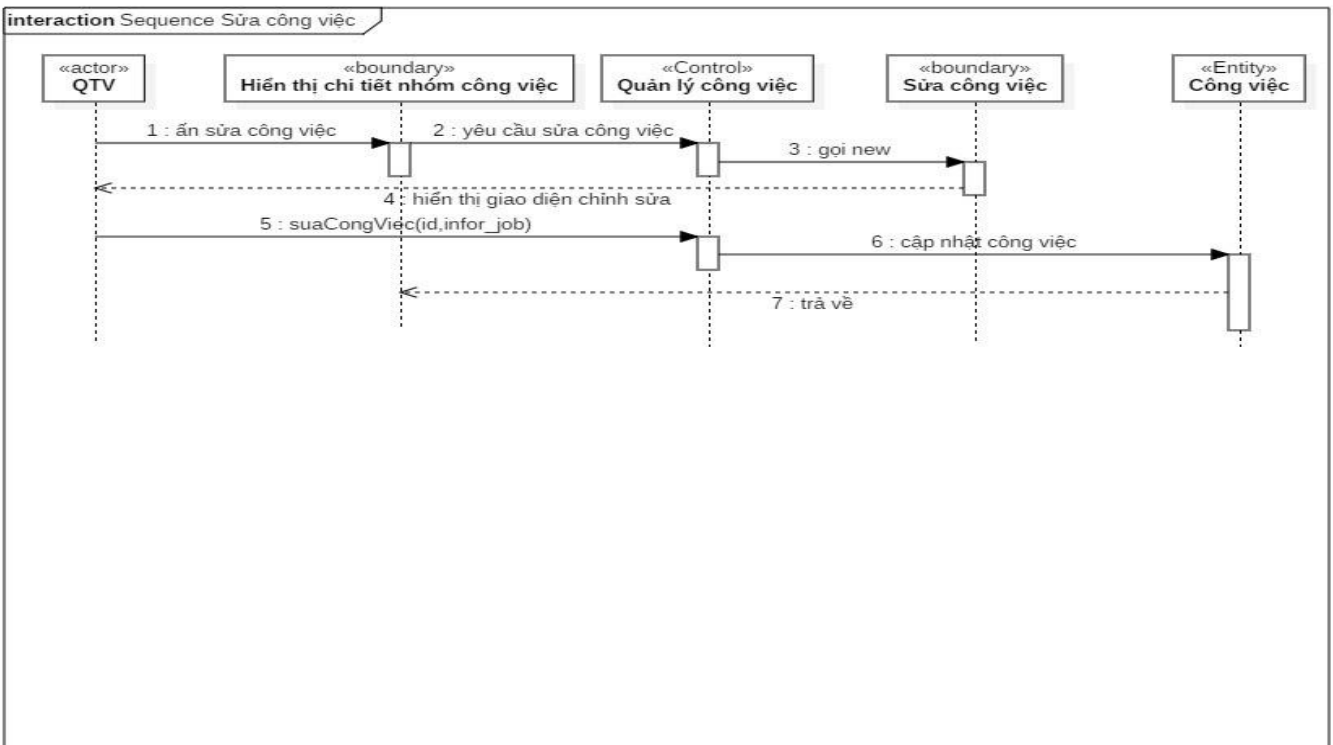 interaction Sequence Sửa công việc
«actor»
QTV
«boundary»
Hiển thị chi tiết nhóm công việc
«Control»
Quản lý công việc
«boundary»
Sửa công việc
«Entity»
Công việc
1 : ấn sửa công việc
2 : yêu cầu sửa công việc
3 : gọi new
4 : hiển thị giao diện chỉnh sửa
5 : suaCongViec(id,infor_job)
6 : cập nhật công việc
7 : trả về